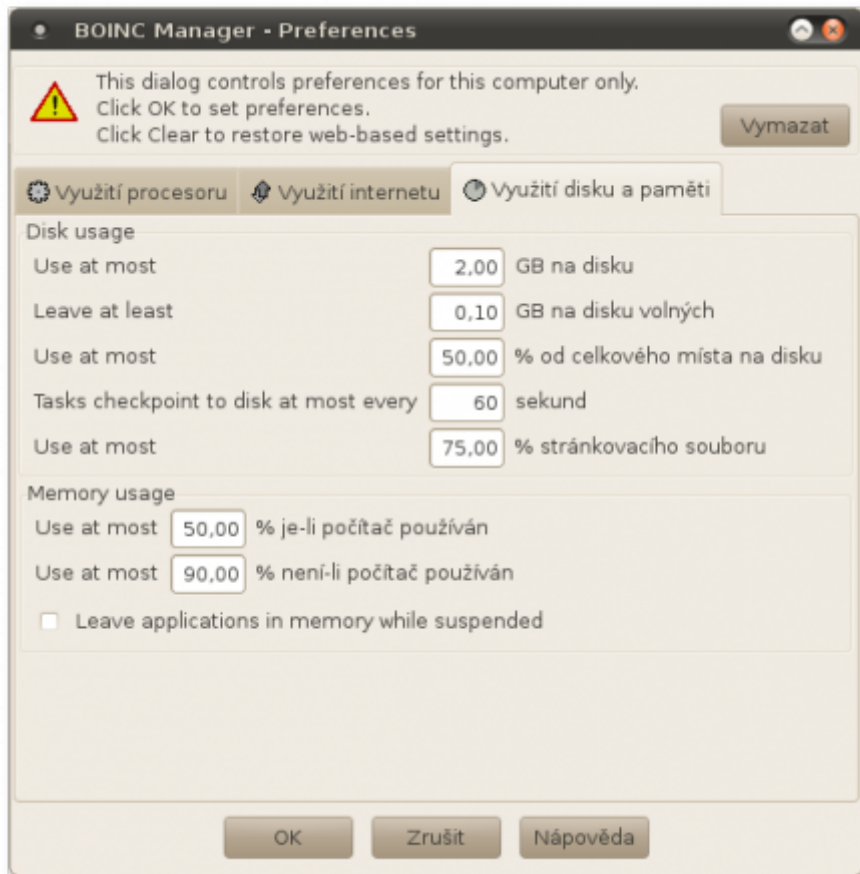 BOINC Manager - Preferences
This dialog controls preferences for this computer only.
Click OK to set preferences.
Click Clear to restore web-based settings.
Vymazat
Využití procesoru Využití internetu Využití disku a paměti
Disk usage
Use at most 2,00 GB na disku
Leave at least 0,10 GB na disku volných
Use at most 50,00 % od celkového místa na disku
Tasks checkpoint to disk at most every 60 sekund
Use at most 75,00 % stránkovacího souboru
Memory usage
Use at most 50,00 % je-li počítač používán
Use at most 90,00 % není-li počítač používán
Leave applications in memory while suspended
OK Zrušit Nápověda